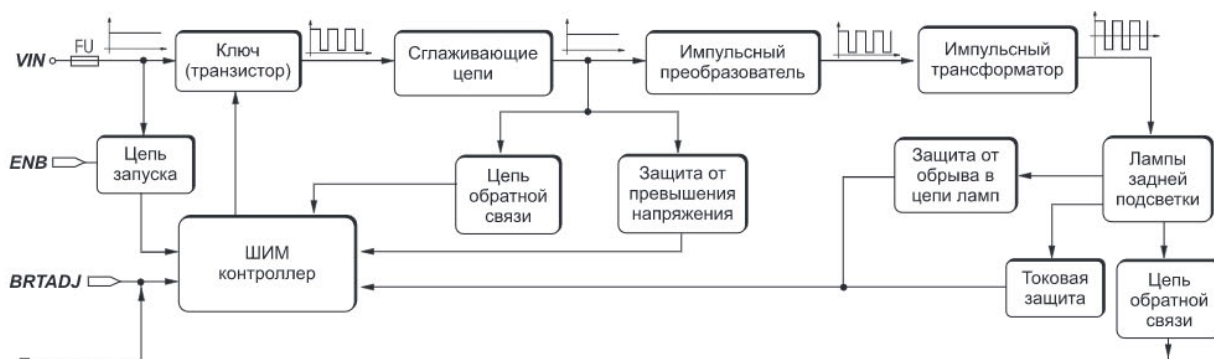 VIN
FU
Ключ
(транзистор)
Сглаживающие
цепи
Импульсный
преобразователь
Импульсный
трансформатор
ENB
Цепь
запуска
Цепь
обратной
связи
Защита от
превышения
напряжения
Защита от
обрыва в
цепи ламп
Лампы
задней
подсветки
BRTADJ
ШИМ
контроллер
Токовая
защита
Цепь
обратной
связи